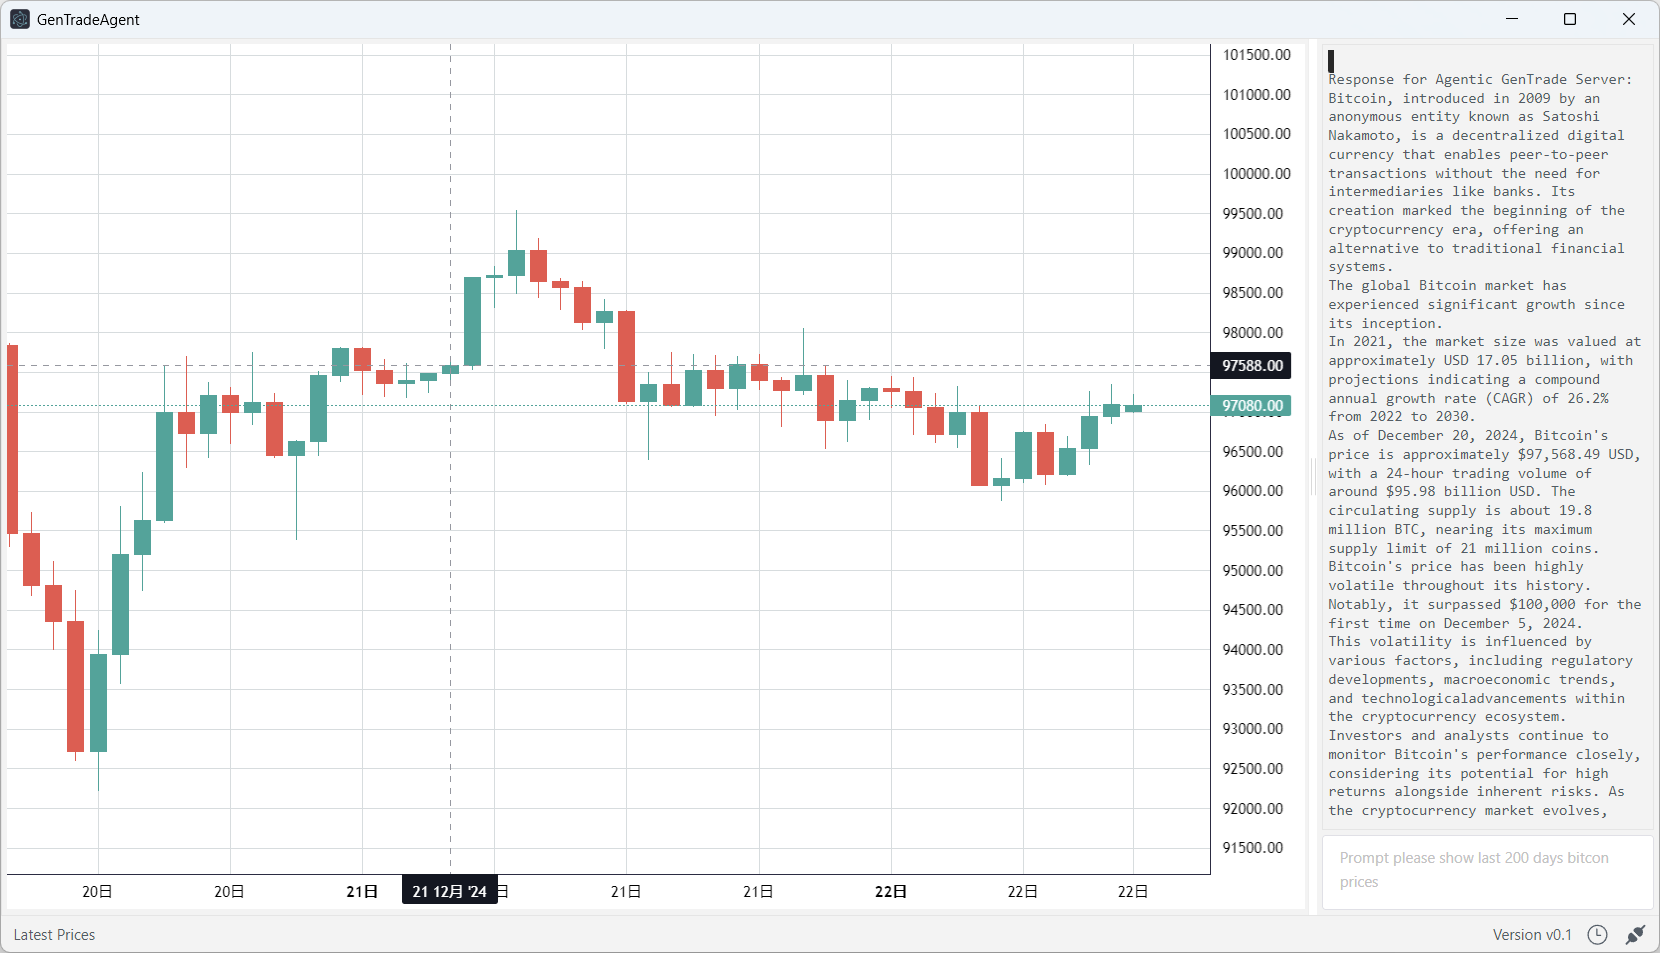 GenTradeAgent
101500.00
101000.00
100500.00
100000.00
99500.00
99000.00
98500.00
98000.00
97588.00
97080.00
96500.00
96000.00
95500.00
95000.00
94500.00
94000.00
93500.00
93000.00
92500.00
92000.00
91500.00
20日 20日 21日 21 12月 '24 日 21日 21日 22日 22日 22日
Response for Agentic GenTrade Server:
Bitcoin, introduced in 2009 by an
anonymous entity known as Satoshi
Nakamoto, is a decentralized digital
currency that enables peer-to-peer
transactions without the need for
intermediaries like banks. Its
creation marked the beginning of the
cryptocurrency era, offering an
alternative to traditional financial
systems.
The global Bitcoin market has
experienced significant growth since
its inception.
In 2021, the market size was valued at
approximately USD 17.05 billion, with
projections indicating a compound
annual growth rate (CAGR) of 26.2%
from 2022 to 2030.
As of December 20, 2024, Bitcoin's
price is approximately $97,568.49 USD,
with a 24-hour trading volume of
around $95.98 billion USD. The
circulating supply is about 19.8
million BTC, nearing its maximum
supply limit of 21 million coins.
Bitcoin's price has been highly
volatile throughout its history.
Notably, it surpassed $100,000 for the
first time on December 5, 2024.
This volatility is influenced by
various factors, including regulatory
developments, macroeconomic trends,
and technologicaladvancements within
the cryptocurrency ecosystem.
Investors and analysts continue to
monitor Bitcoin's performance closely,
considering its potential for high
returns alongside inherent risks. As
the cryptocurrency market evolves,
Prompt please show last 200 days bitcon
prices
Latest Prices
Version v0.1